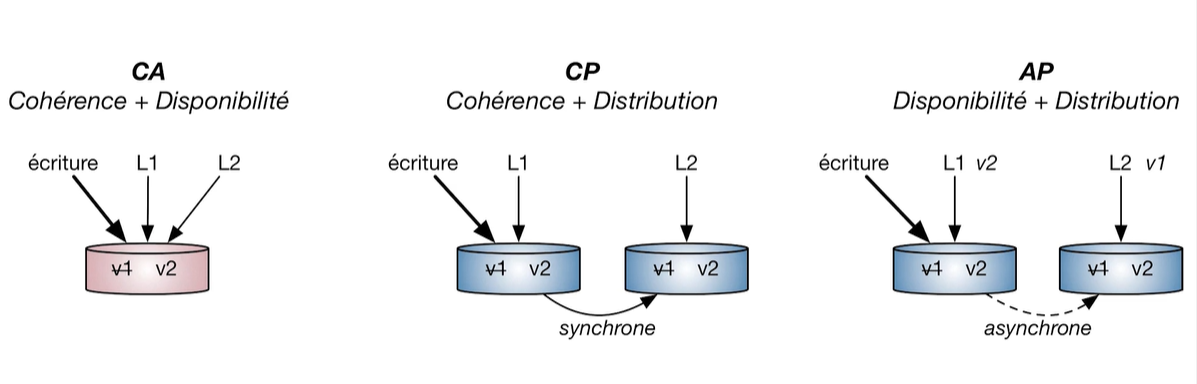 CA
Cohérence + Disponibilité
écriture L1 L2
v1 v2
CP
Cohérence + Distribution
écriture L1 L2
v1 v2 v1 v2
synchrone
AP
Disponibilité + Distribution
écriture L1 v2 L2 v1
v1 v2 v1 v2
asynchrone